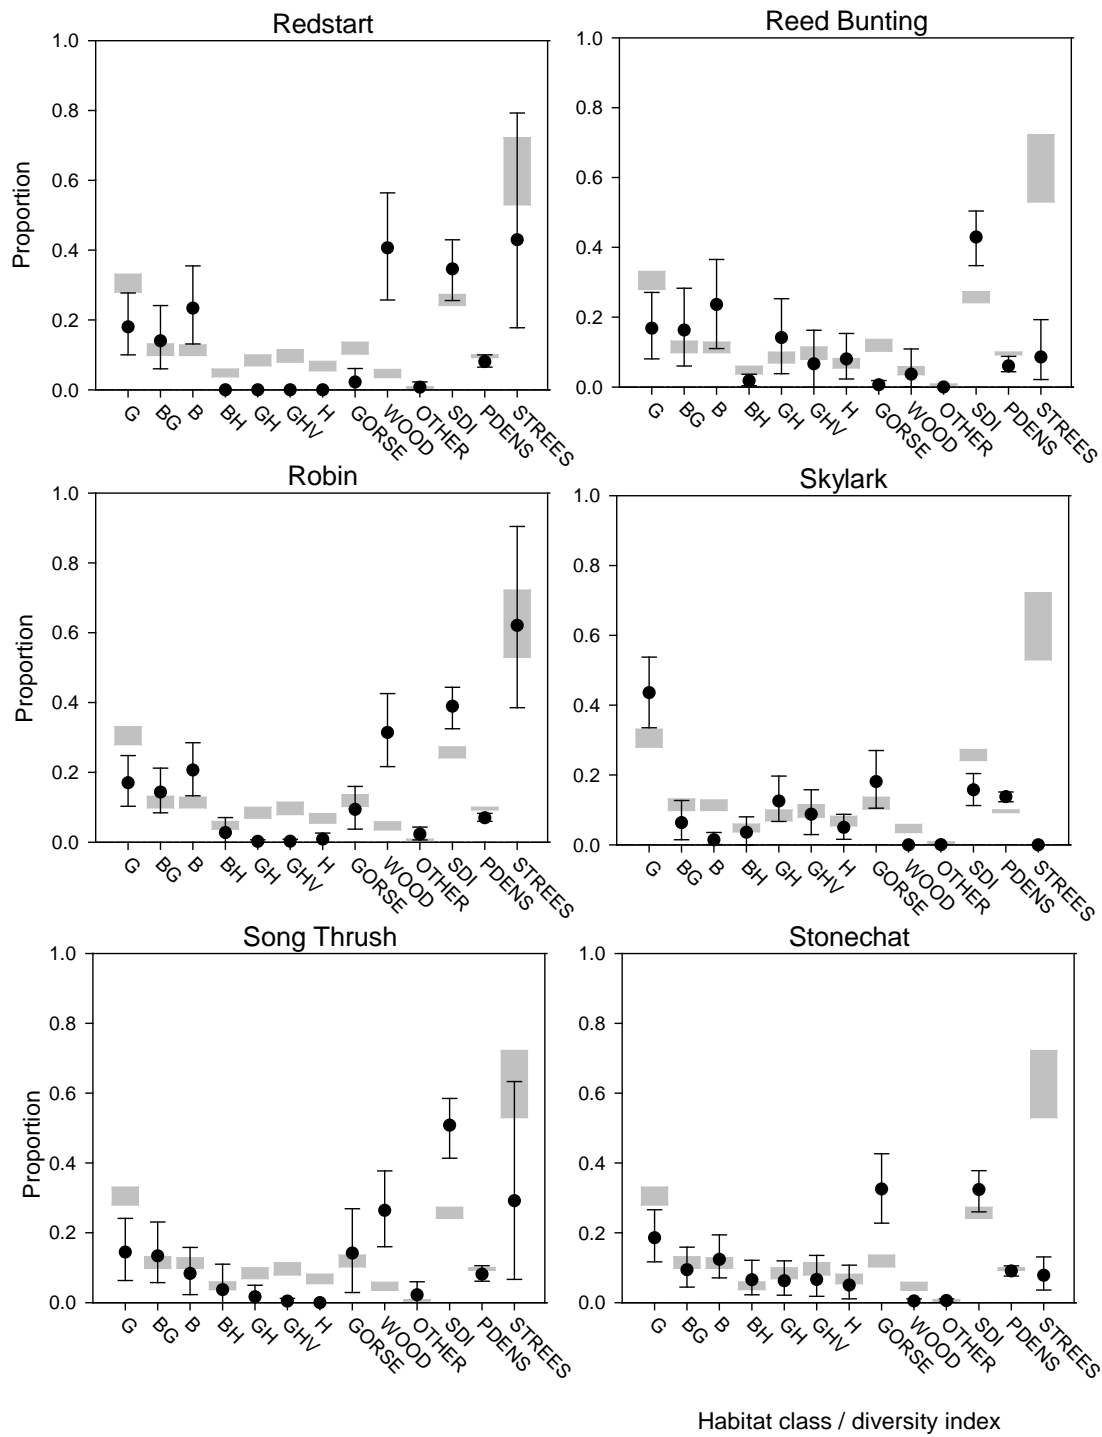 Redstart
1.0
0.8
0.6
0.4
0.2
0.0
Proportion
G BG B BH GH GHV H GORSE WOOD OTHER SDI PDENS STREES
Reed Bunting
1.0
0.8
0.6
0.4
0.2
0.0
G BG B BH GH GHV H GORSE WOOD OTHER SDI PDENS STREES
Robin
1.0
0.8
0.6
0.4
0.2
0.0
Proportion
G BG B BH GH GHV H GORSE WOOD OTHER SDI PDENS STREES
Skylark
1.0
0.8
0.6
0.4
0.2
0.0
G BG B BH GH GHV H GORSE WOOD OTHER SDI PDENS STREES
Song Thrush
1.0
0.8
0.6
0.4
0.2
0.0
Proportion
G BG B BH GH GHV H GORSE WOOD OTHER SDI PDENS STREES
Stonechat
1.0
0.8
0.6
0.4
0.2
0.0
G BG B BH GH GHV H GORSE WOOD OTHER SDI PDENS STREES
Habitat class / diversity index